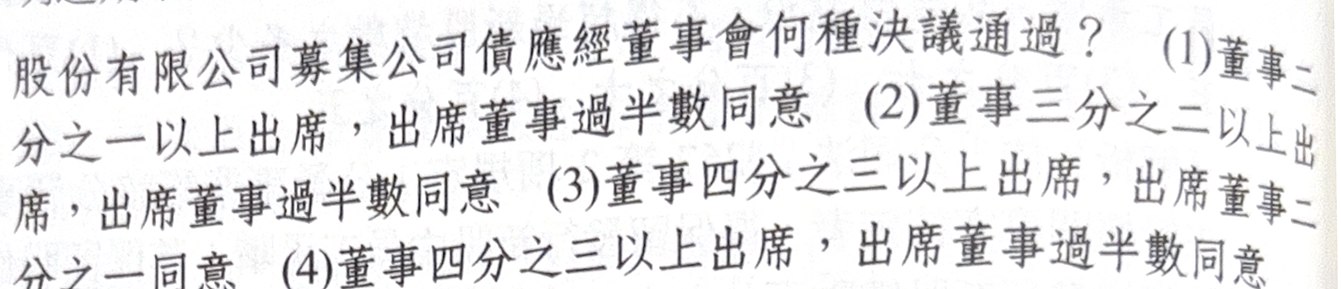 股份有限公司募集公司債應經董事會何種決議通過？ (1)董事二
分之一以上出席，出席董事過半數同意 (2)董事三分之二以上出
席，出席董事過半數同意 (3)董事四分之三以上出席，出席董事二
分之一同意 (4)董事四分之三以上出席，出席董事過半數同意